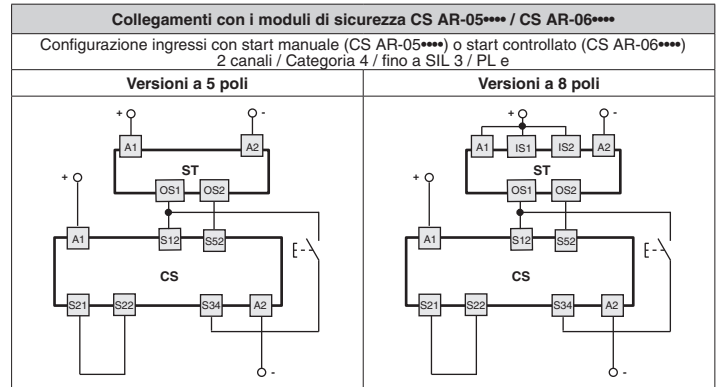 Collegamenti con i moduli di sicurezza CS AR-05•••• / CS AR-06••••
Configurazione ingressi con start manuale (CS AR-05••••) o start controllato (CS AR-06••••)
2 canali / Categoria 4 / fino a SIL 3 / PL e
Versioni a 5 poli
Versioni a 8 poli
+ -
A1 A2
ST
OS1 OS2
+
A1 S12 S52
CS
S21 S22 S34 A2
-
+ -
A1 IS1 IS2 A2
ST
OS1 OS2
+
A1 S12 S52
CS
S21 S22 S34 A2
-